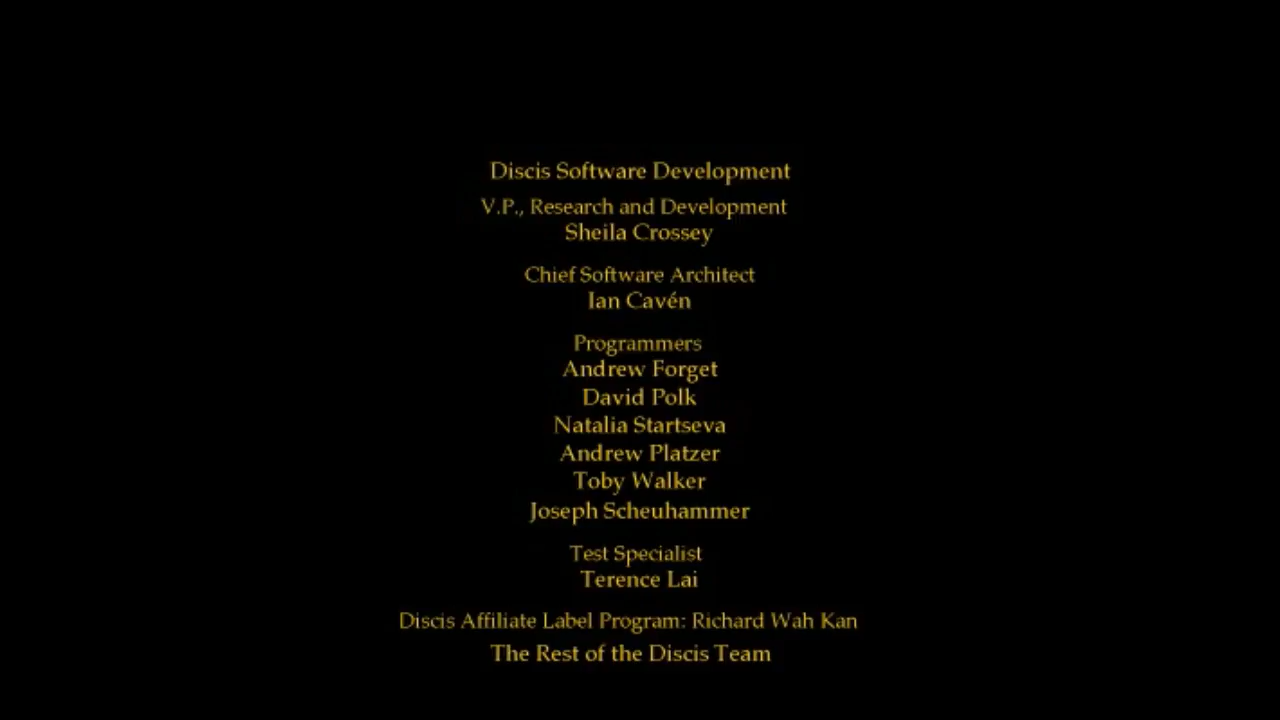 Discis Software Development
V.P., Research and Development
Sheila Crossey
Chief Software Architect
Ian Cavén
Programmers
Andrew Forget
David Polk
Natalia Startseva
Andrew Platzer
Toby Walker
Joseph Scheuhammer
Test Specialist
Terence Lai
Discis Affiliate Label Program: Richard Wah Kan
The Rest of the Discis Team